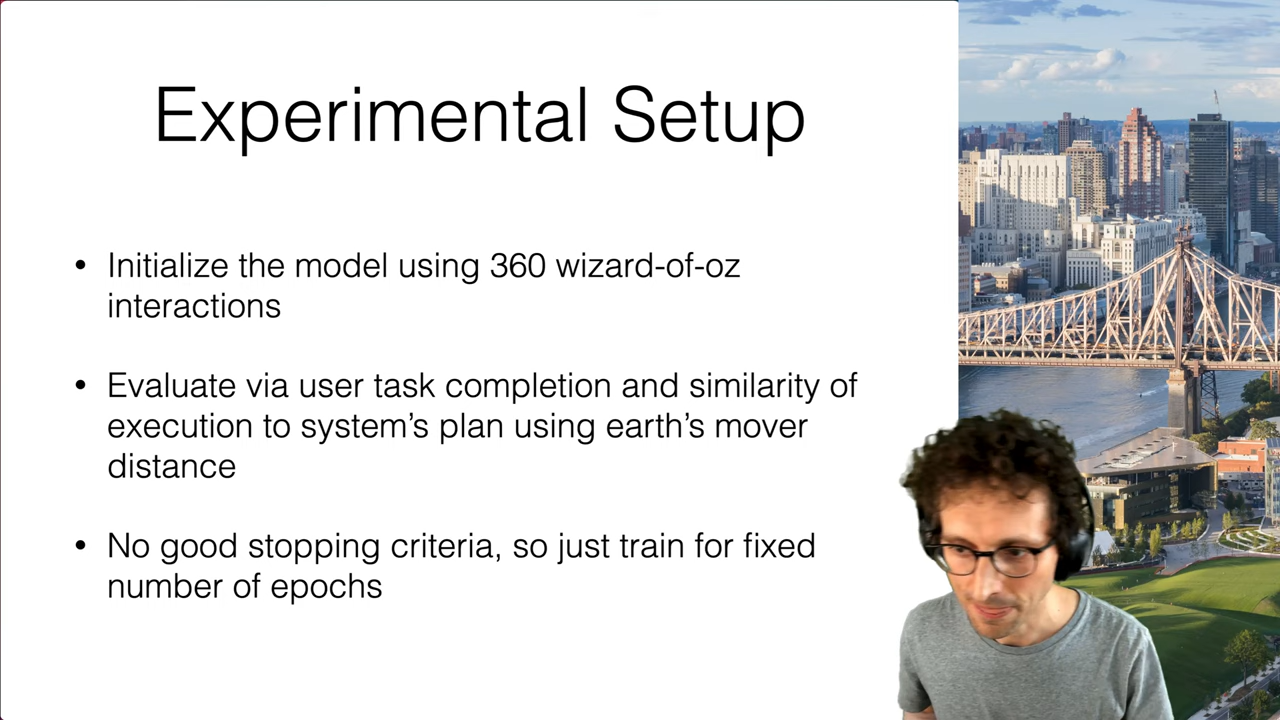 Experimental Setup
• Initialize the model using 360 wizard-of-oz
interactions
• Evaluate via user task completion and similarity of
execution to system’s plan using earth’s mover
distance
• No good stopping criteria, so just train for fixed
number of epochs